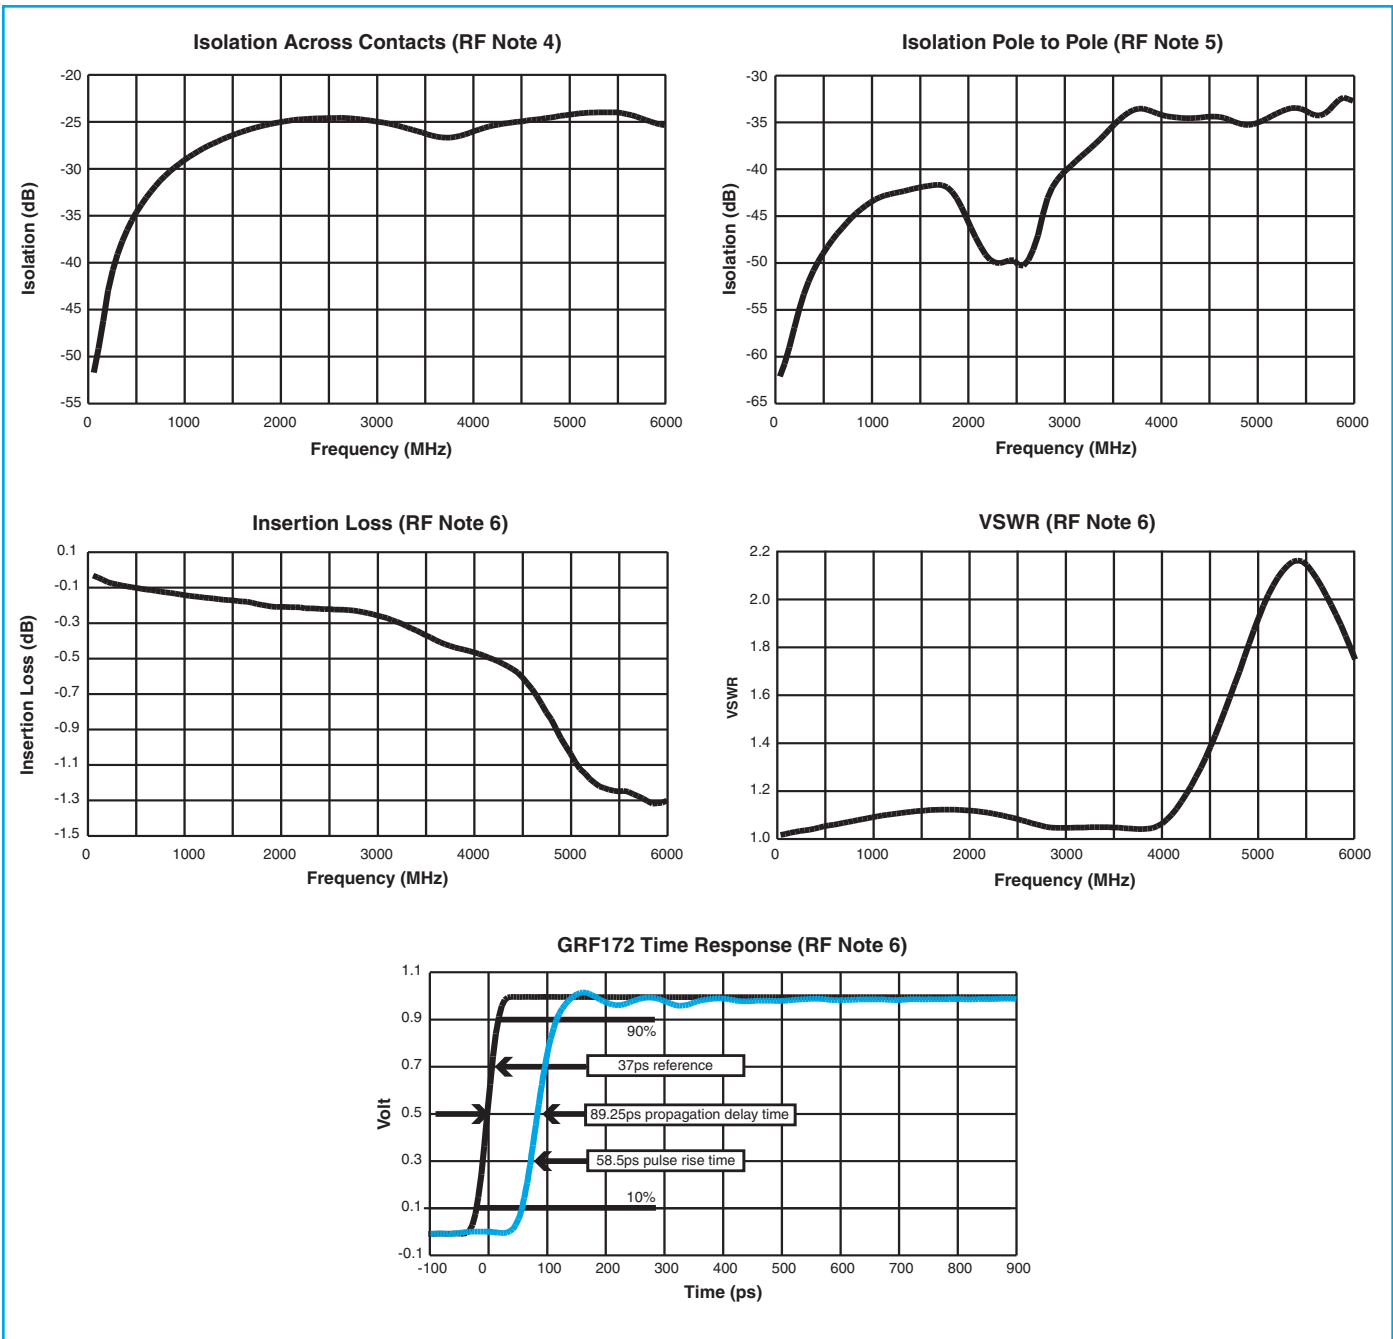 Isolation Across Contacts (RF Note 4)
-20
-25
-30
-35
-40
-45
-50
-55
Isolation (dB)
0 1000 2000 3000 4000 5000 6000
Frequency (MHz)
Isolation Pole to Pole (RF Note 5)
-30
-35
-40
-45
-50
-55
-60
-65
Isolation (dB)
0 1000 2000 3000 4000 5000 6000
Frequency (MHz)
Insertion Loss (RF Note 6)
0.1
-0.1
-0.3
-0.5
-0.7
-0.9
-1.1
-1.3
-1.5
Insertion Loss (dB)
0 1000 2000 3000 4000 5000 6000
Frequency (MHz)
VSWR (RF Note 6)
2.2
2.0
1.8
1.6
1.4
1.2
1.0
VSWR
0 1000 2000 3000 4000 5000 6000
Frequency (MHz)
GRF172 Time Response (RF Note 6)
1.1
0.9
0.7
0.5
0.3
0.1
-0.1
Volt
90%
37ps reference
89.25ps propagation delay time
58.5ps pulse rise time
10%
-100 0 100 200 300 400 500 600 700 800 900
Time (ps)